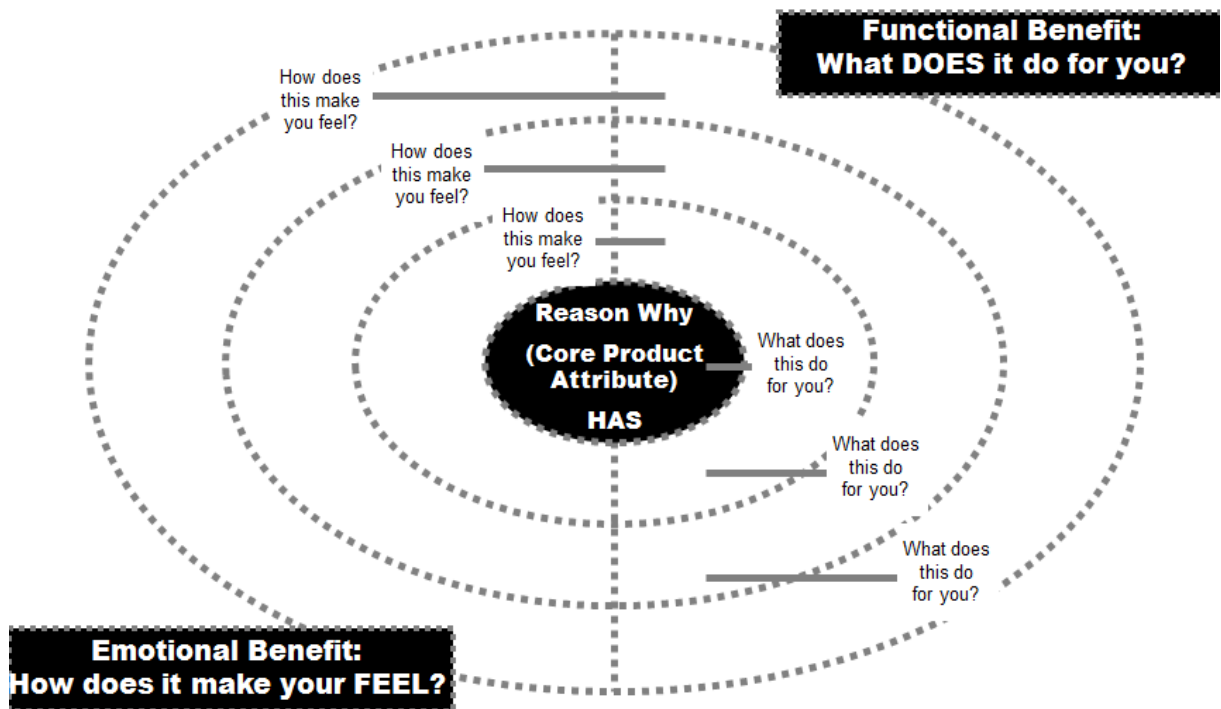 Functional Benefit:
What DOES it do for you?
How does
this make
you feel?
How does
this make
you feel?
How does
this make
you feel?
Reason Why
(Core Product
Attribute)
HAS
What does
this do
for you?
What does
this do
for you?
What does
this do
for you?
Emotional Benefit:
How does it make your FEEL?